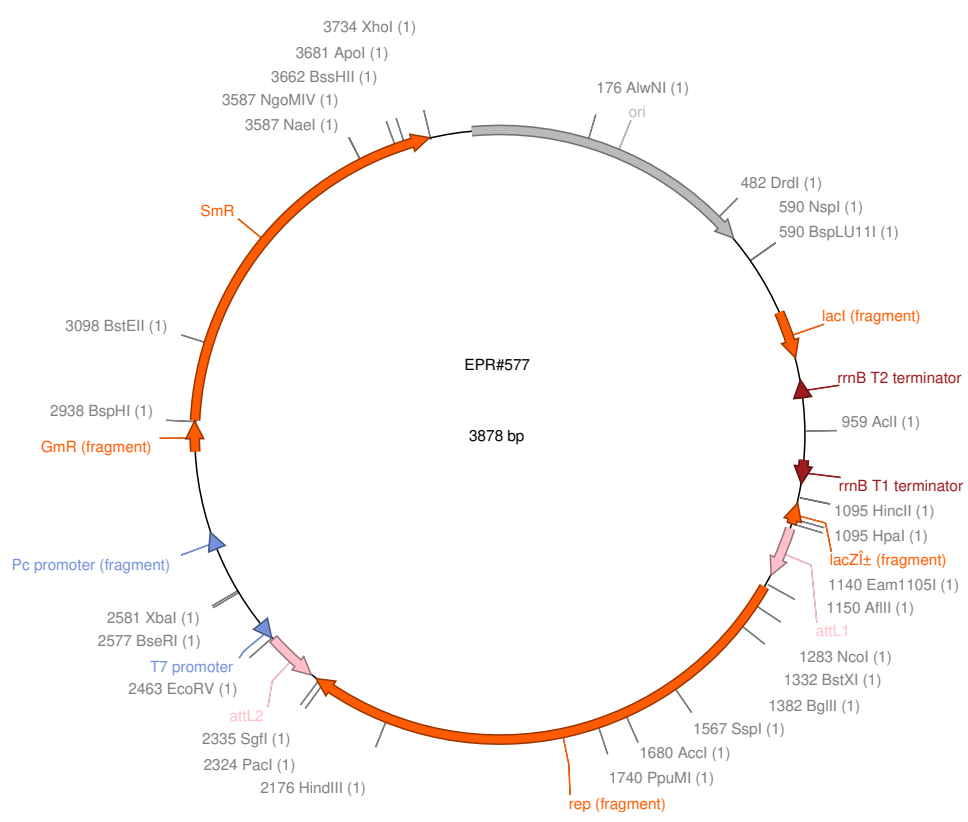 3734 XhoI (1)
3681 ApoI (1)
3662 BssHII (1)
3587 NgoMIV (1)
3587 NaeI (1)
176 AlwNI (1)
ori
482 DrdI (1)
590 NspI (1)
590 BspLU11I (1)
SmR
lacI (fragment)
3098 BstEII (1)
EPR#577
rrnB T2 terminator
2938 BspHI (1)
959 AclI (1)
3878 bp
GmR (fragment)
rrnB T1 terminator
1095 HincII (1)
1095 HpaI (1)
lacZÎ± (fragment)
Pc promoter (fragment)
1140 Eam1105I (1)
1150 AflII (1)
2581 XbaI (1)
attL1
2577 BseRI (1)
1283 NcoI (1)
T7 promoter
1332 BstXI (1)
2463 EcoRV (1)
1382 BglII (1)
attL2
1567 SspI (1)
2335 SgfI (1)
1680 AccI (1)
2324 PacI (1)
1740 PpuMI (1)
2176 HindIII (1)
rep (fragment)